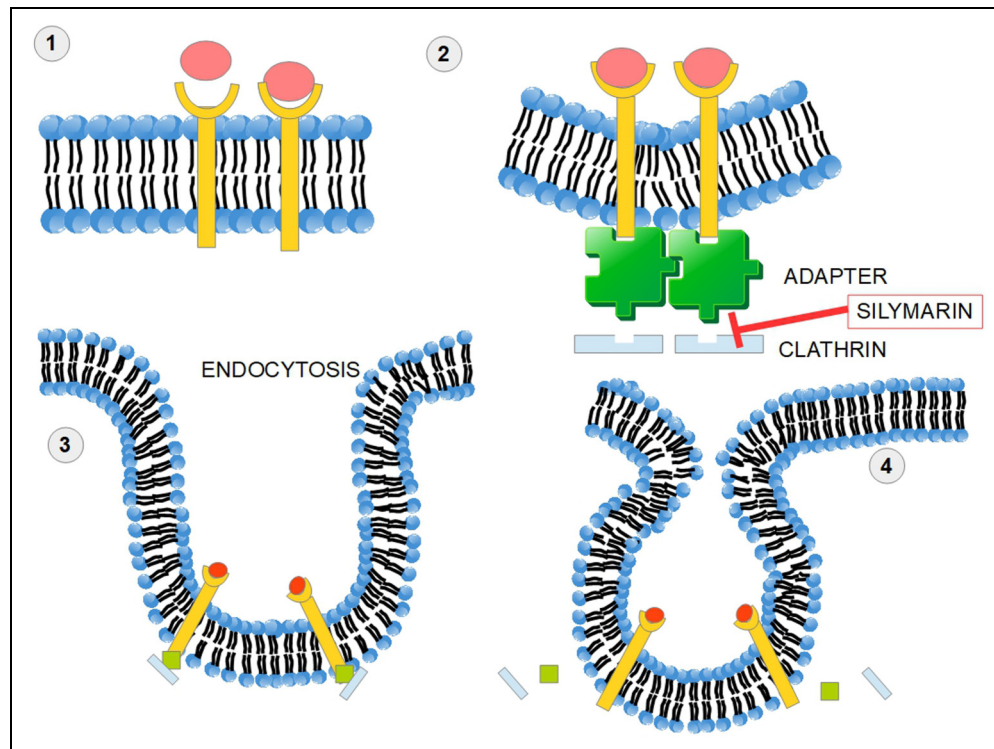 1
2
ADAPTER
SILYMARIN
CLATHRIN
ENDOCYTOSIS
3
4